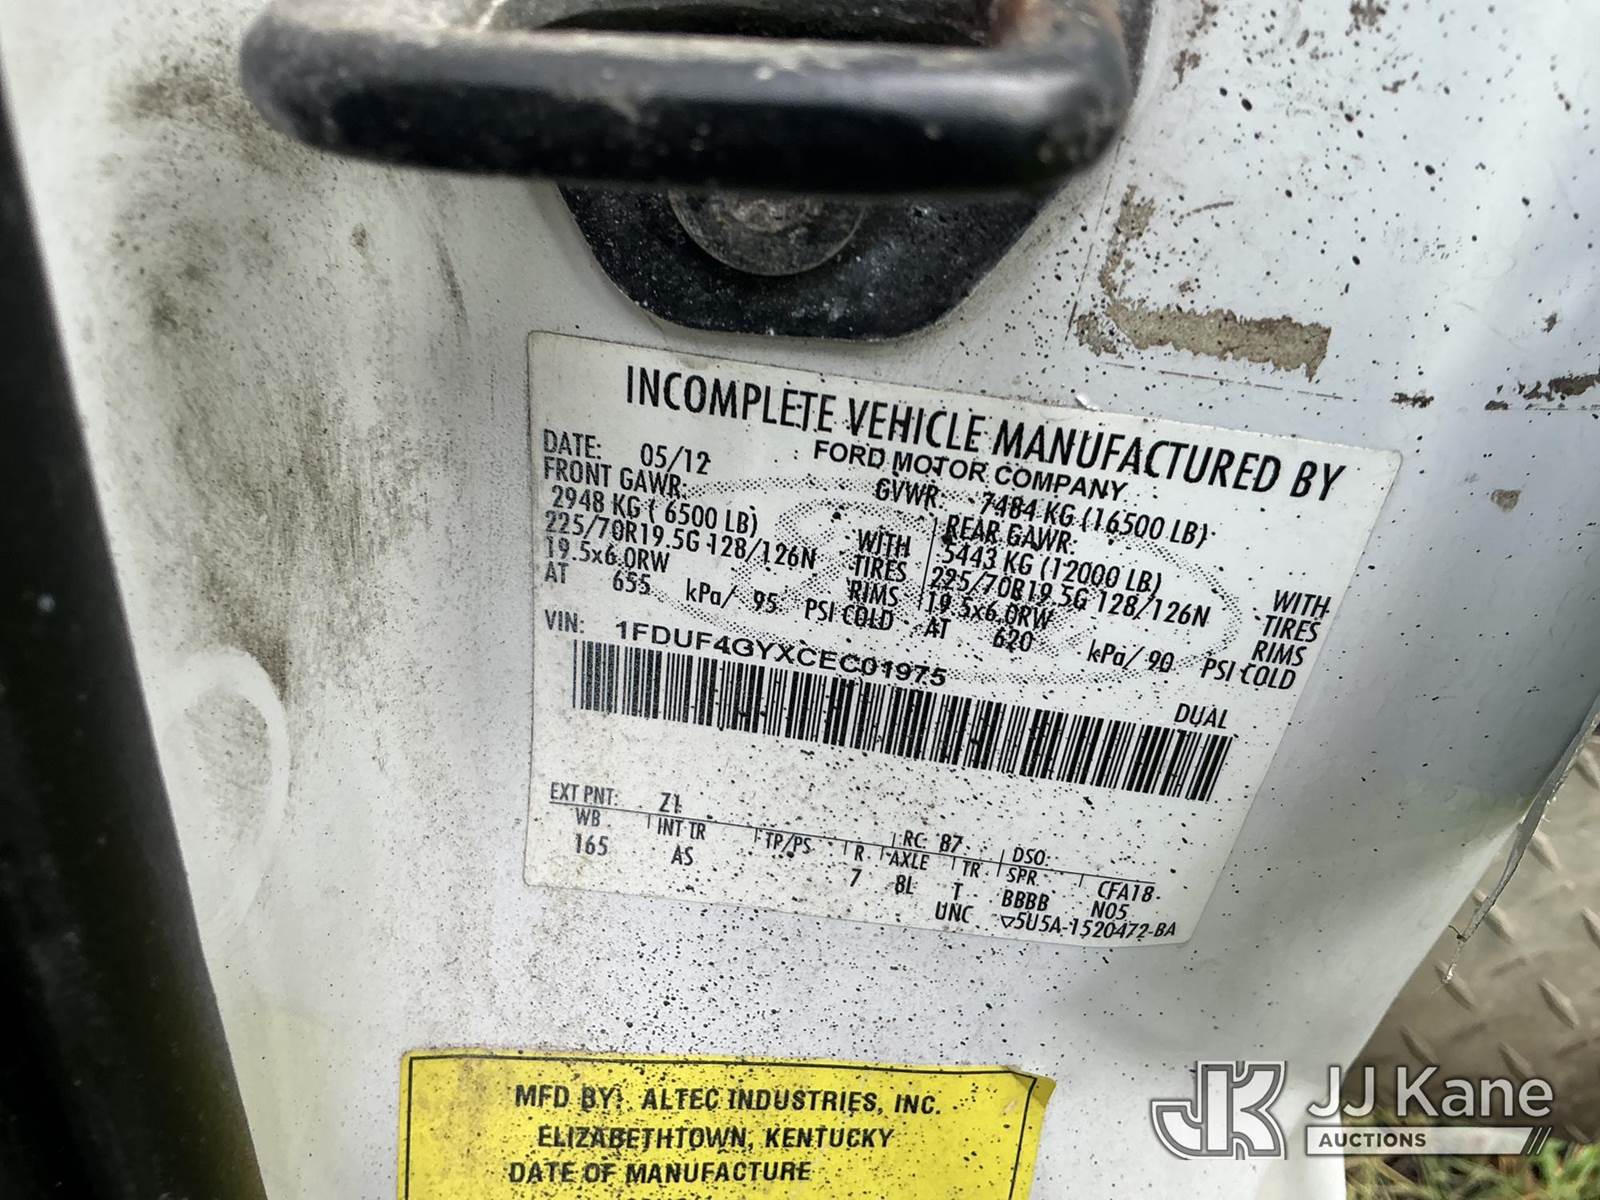 INCOMPLETE VEHICLE MANUFACTURED BY
FORD MOTOR COMPANY
DATE: 05/12 GVWR: 7484 KG (16500 LB)
FRONT GAWR: REAR GAWR:
2948 KG ( 6500 LB) WITH 5443 KG (12000 LB) WITH
225/70R19.5G 128/126N TIRES 225/70R19.5G 128/126N TIRES
19.5x6.0RW RIMS 19.5x6.0RW RIMS
AT 655 kPa/ 95 PSI COLD AT 620 kPa/ 90 PSI COLD
VIN: 1FDUF4GYXCEC01975
DUAL
EXT PNT: Z1 RC: B7 DSO:
WB INT TR TP/PS R AXLE TR SPR CFA18
165 AS 7 BL T BBBB N05
UNC ▽5U5A-1520472-BA
MFD BY: ALTEC INDUSTRIES, INC.
ELIZABETHTOWN, KENTUCKY
DATE OF MANUFACTURE
JJ Kane
AUCTIONS